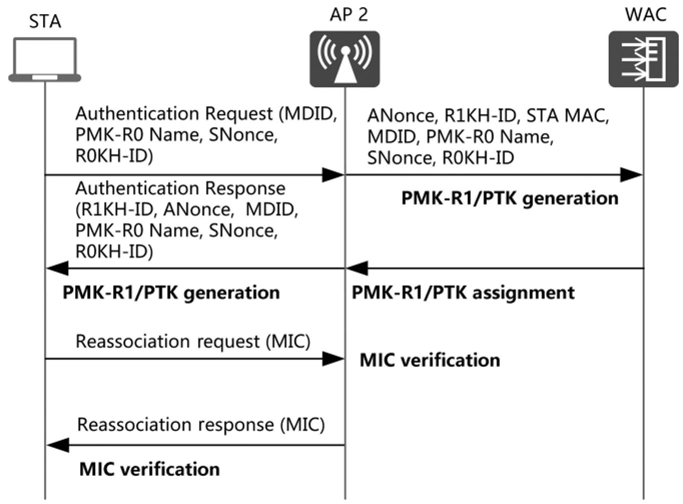 STA
AP 2
WAC
Authentication Request (MDID,
PMK-R0 Name, SNonce,
R0KH-ID)
ANonce, R1KH-ID, STA MAC,
MDID, PMK-R0 Name,
SNonce, R0KH-ID
PMK-R1/PTK generation
Authentication Response
(R1KH-ID, ANonce, MDID,
PMK-R0 Name, SNonce,
R0KH-ID)
PMK-R1/PTK generation
PMK-R1/PTK assignment
Reassociation request (MIC)
MIC verification
Reassociation response (MIC)
MIC verification